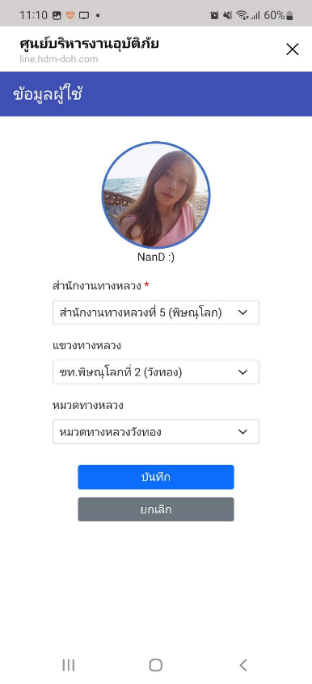 11:10
60%
ศูนย์บริหารงานอุบัติภัย
line.hdm-doh.com
ข้อมูลผู้ใช้
NanD :)
สำนักงานทางหลวง *
สำนักงานทางหลวงที่ 5 (พิษณุโลก)
แขวงทางหลวง
ขท.พิษณุโลกที่ 2 (วังทอง)
หมวดทางหลวง
หมวดทางหลวงวังทอง
บันทึก
ยกเลิก